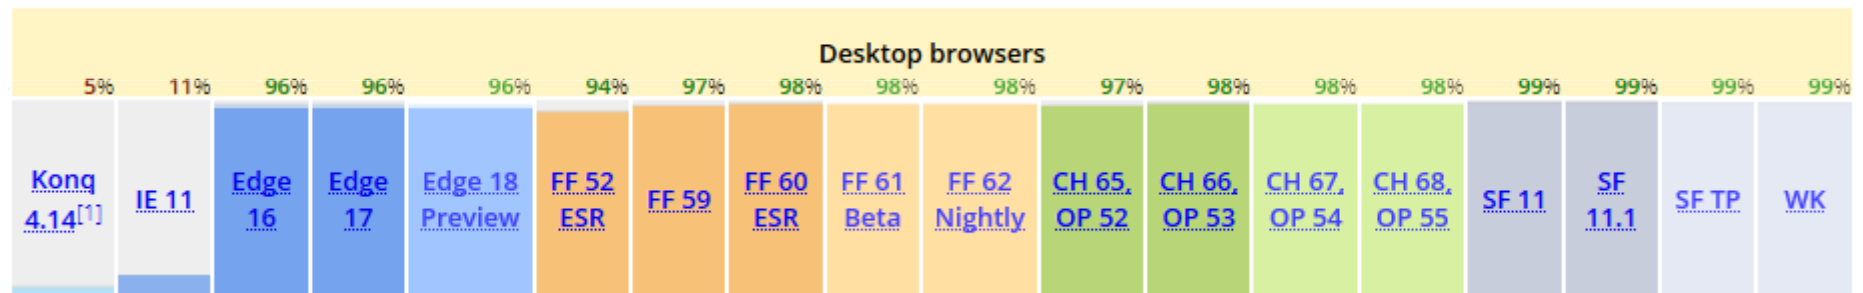 Desktop browsers
5% 11% 96% 96% 96% 94% 97% 98% 98% 98% 97% 98% 98% 98% 99% 99% 99% 99%
Konq 4.14[1]
IE 11
Edge 16
Edge 17
Edge 18 Preview
FF 52 ESR
FF 59
FF 60 ESR
FF 61 Beta
FF 62 Nightly
CH 65, OP 52
CH 66, OP 53
CH 67, OP 54
CH 68, OP 55
SF 11
SF 11.1
SF TP
WK